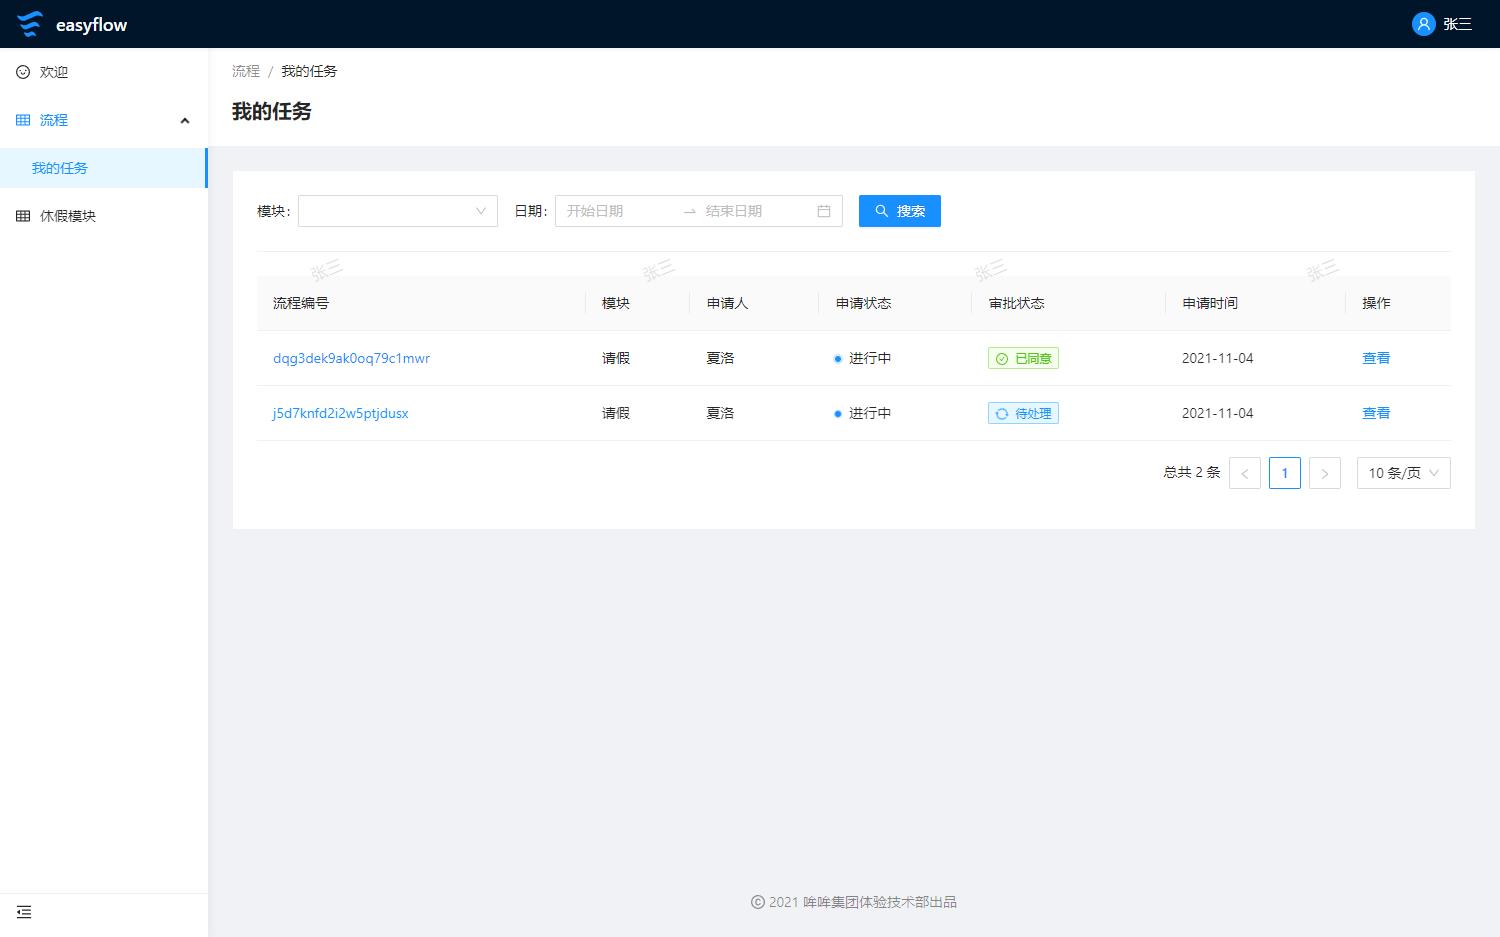 easyflow
张三
欢迎
流程
我的任务
休假模块
流程 / 我的任务
我的任务
模块: 日期: 开始日期 结束日期 搜索
张三 张三 张三 张三
流程编号 模块 申请人 申请状态 审批状态 申请时间 操作
dqg3dek9ak0oq79c1mwr 请假 夏洛 进行中 已同意 2021-11-04 查看
j5d7knfd2i2w5ptjdusx 请假 夏洛 进行中 待处理 2021-11-04 查看
总共 2 条 < 1 > 10 条/页
© 2021 哞哞集团体验技术部出品